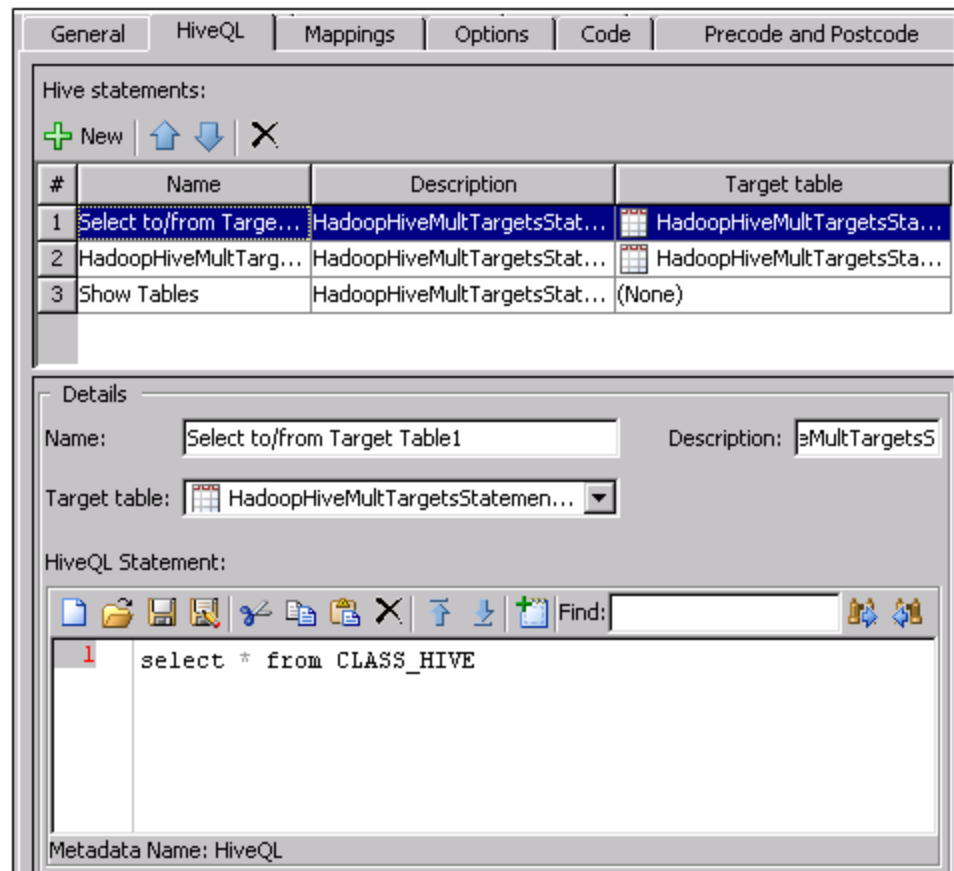 General HiveQL Mappings Options Code Precode and Postcode
Hive statements:
New
# Name Description Target table
1 Select to/from Targe... HadoopHiveMultTargetsStat... HadoopHiveMultTargetsSta...
2 HadoopHiveMultTarg... HadoopHiveMultTargetsStat... HadoopHiveMultTargetsSta...
3 Show Tables HadoopHiveMultTargetsStat... (None)
Details
Name: Select to/from Target Table1 Description: eMultTargetsS
Target table: HadoopHiveMultTargetsStatemen...
HiveQL Statement:
Find:
1 select * from CLASS_HIVE
Metadata Name: HiveQL